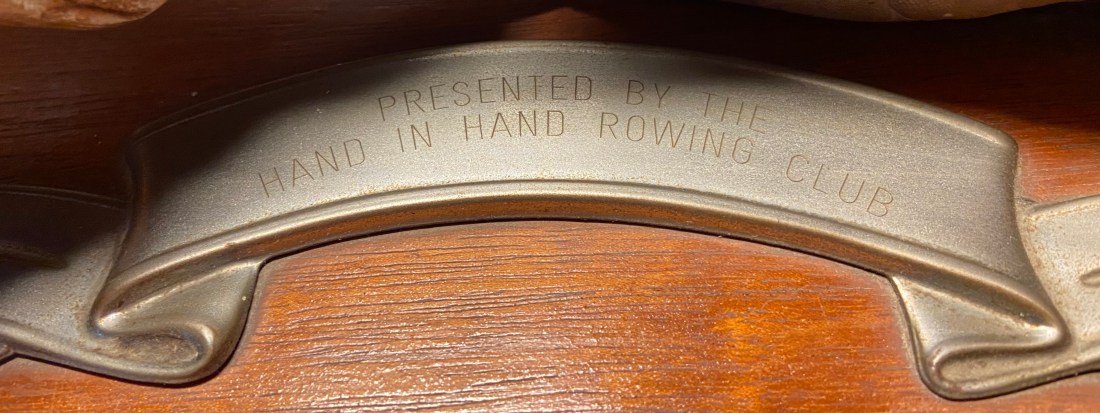 PRESENTED BY THE
HAND IN HAND ROWING CLUB